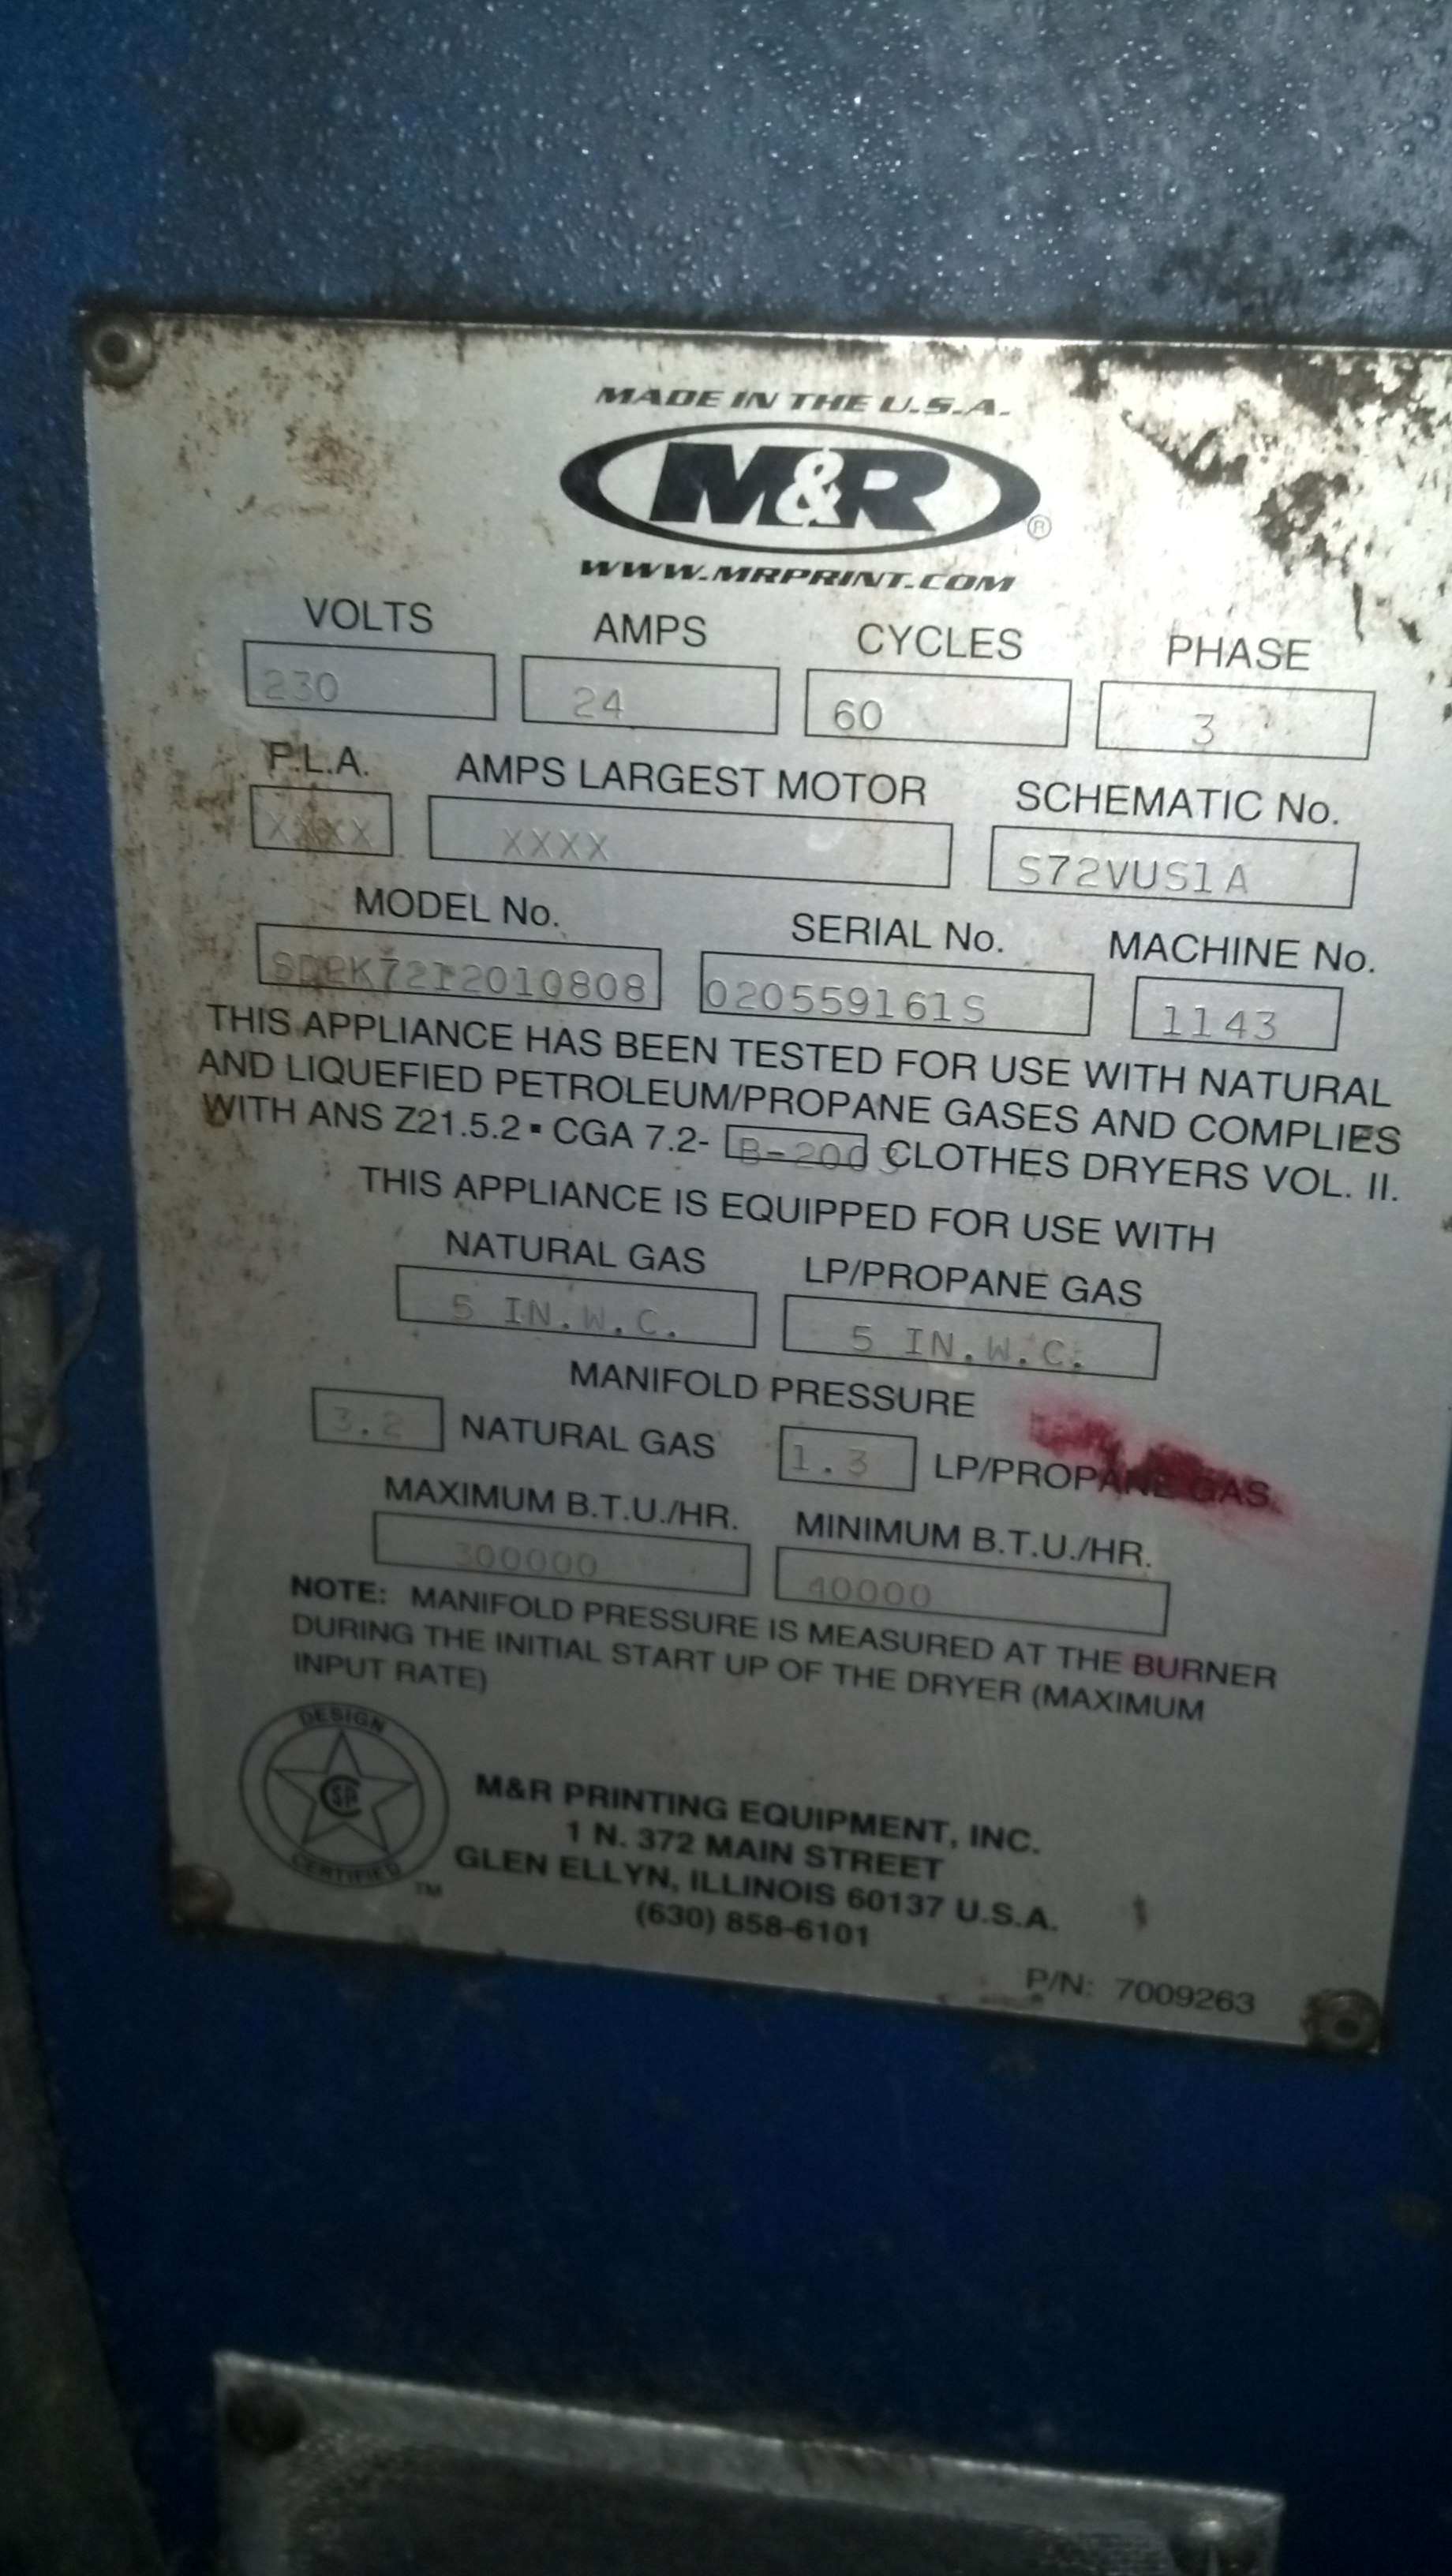 MADE IN THE U.S.A.
M&R ®
WWW.MRPRINT.COM
VOLTS AMPS CYCLES PHASE
230 24 60 3
F.L.A. AMPS LARGEST MOTOR SCHEMATIC No.
XXXX XXXX S72VUS1A
MODEL No. SERIAL No. MACHINE No.
020559161S 1143
THIS APPLIANCE HAS BEEN TESTED FOR USE WITH NATURAL
AND LIQUEFIED PETROLEUM/PROPANE GASES AND COMPLIES
WITH ANS Z21.5.2 ▪ CGA 7.2- CLOTHES DRYERS VOL. II.
THIS APPLIANCE IS EQUIPPED FOR USE WITH
NATURAL GAS LP/PROPANE GAS
5 IN.W.C. 5 IN.W.C.
MANIFOLD PRESSURE
3.2 NATURAL GAS 1.3 LP/PROPANE GAS
MAXIMUM B.T.U./HR. MINIMUM B.T.U./HR.
300000 40000
NOTE: MANIFOLD PRESSURE IS MEASURED AT THE BURNER
DURING THE INITIAL START UP OF THE DRYER (MAXIMUM
INPUT RATE)
DESIGN
CERTIFIED ™
M&R PRINTING EQUIPMENT, INC.
1 N. 372 MAIN STREET
GLEN ELLYN, ILLINOIS 60137 U.S.A.
(630) 858-6101
P/N: 7009263